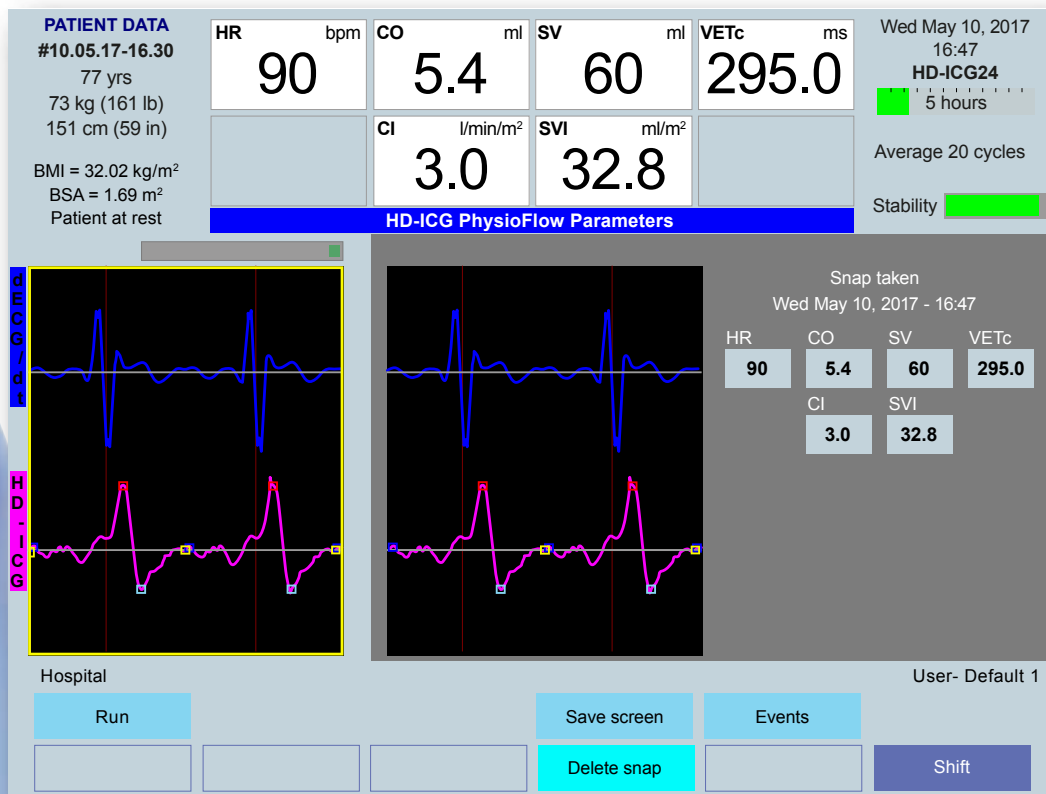 PATIENT DATA
#10.05.17-16.30
77 yrs
73 kg (161 lb)
151 cm (59 in)
BMI = 32.02 kg/m²
BSA = 1.69 m²
Patient at rest
HR bpm
90
CO ml
5.4
SV ml
60
VETc ms
295.0
CI l/min/m²
3.0
SVI ml/m²
32.8
HD-ICG PhysioFlow Parameters
Wed May 10, 2017
16:47
HD-ICG24
5 hours
Average 20 cycles
Stability
dECG/dt
HD-ICG
Snap taken
Wed May 10, 2017 - 16:47
HR CO SV VETc
90 5.4 60 295.0
CI SVI
3.0 32.8
Hospital
User- Default 1
Run
Save screen
Events
Delete snap
Shift